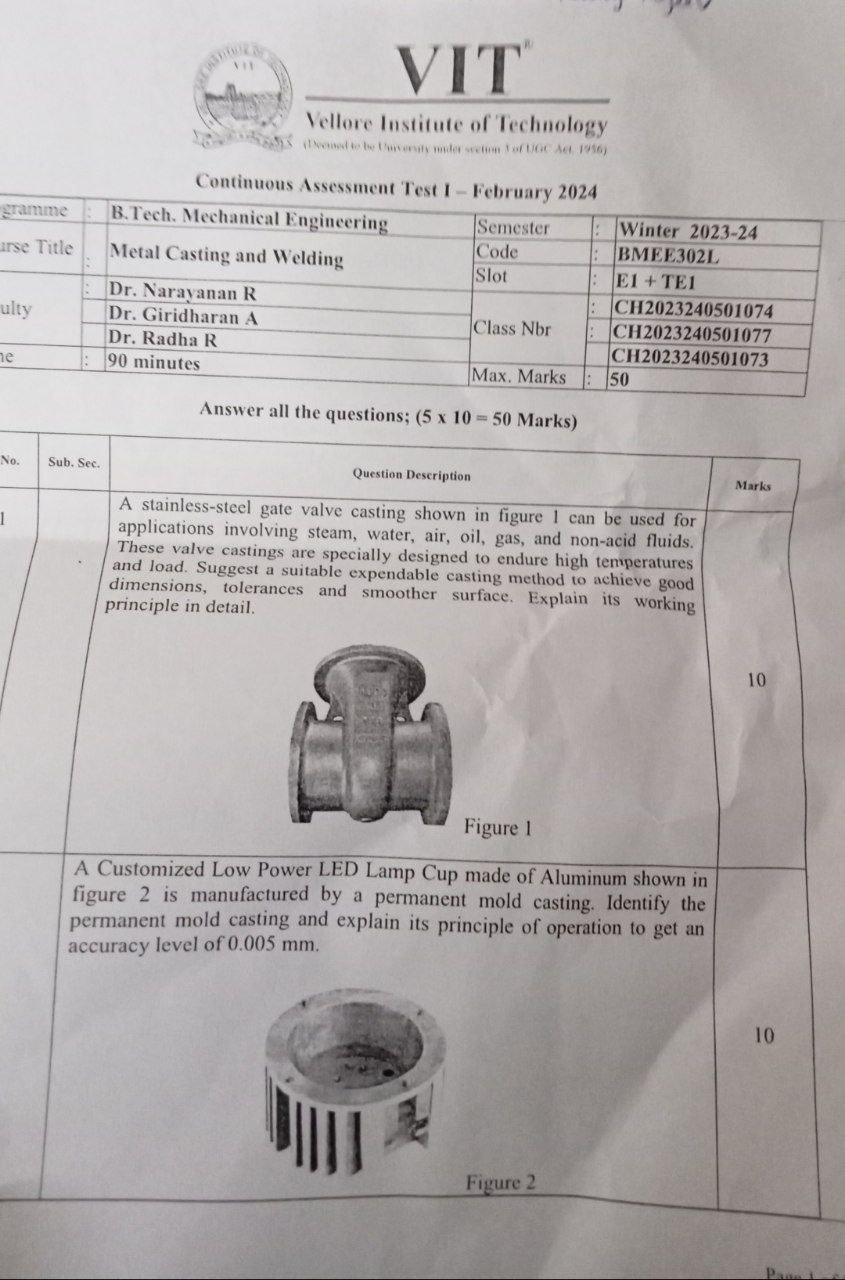 VIT
VIT®
Vellore Institute of Technology
(Deemed to be University under section 3 of UGC Act, 1956)
Continuous Assessment Test I – February 2024
ogramme : B.Tech. Mechanical Engineering Semester : Winter 2023-24
urse Title : Metal Casting and Welding Code : BMEE302L
Slot : E1 + TE1
ulty : Dr. Narayanan R
Dr. Giridharan A
Dr. Radha R
Class Nbr : CH2023240501074
: CH2023240501077
CH2023240501073
ne : 90 minutes Max. Marks : 50
Answer all the questions; (5 x 10 = 50 Marks)
No. Sub. Sec. Question Description Marks
1 A stainless-steel gate valve casting shown in figure 1 can be used for
applications involving steam, water, air, oil, gas, and non-acid fluids.
These valve castings are specially designed to endure high temperatures
and load. Suggest a suitable expendable casting method to achieve good
dimensions, tolerances and smoother surface. Explain its working
principle in detail.
10
Figure 1
A Customized Low Power LED Lamp Cup made of Aluminum shown in
figure 2 is manufactured by a permanent mold casting. Identify the
permanent mold casting and explain its principle of operation to get an
accuracy level of 0.005 mm.
10
Figure 2